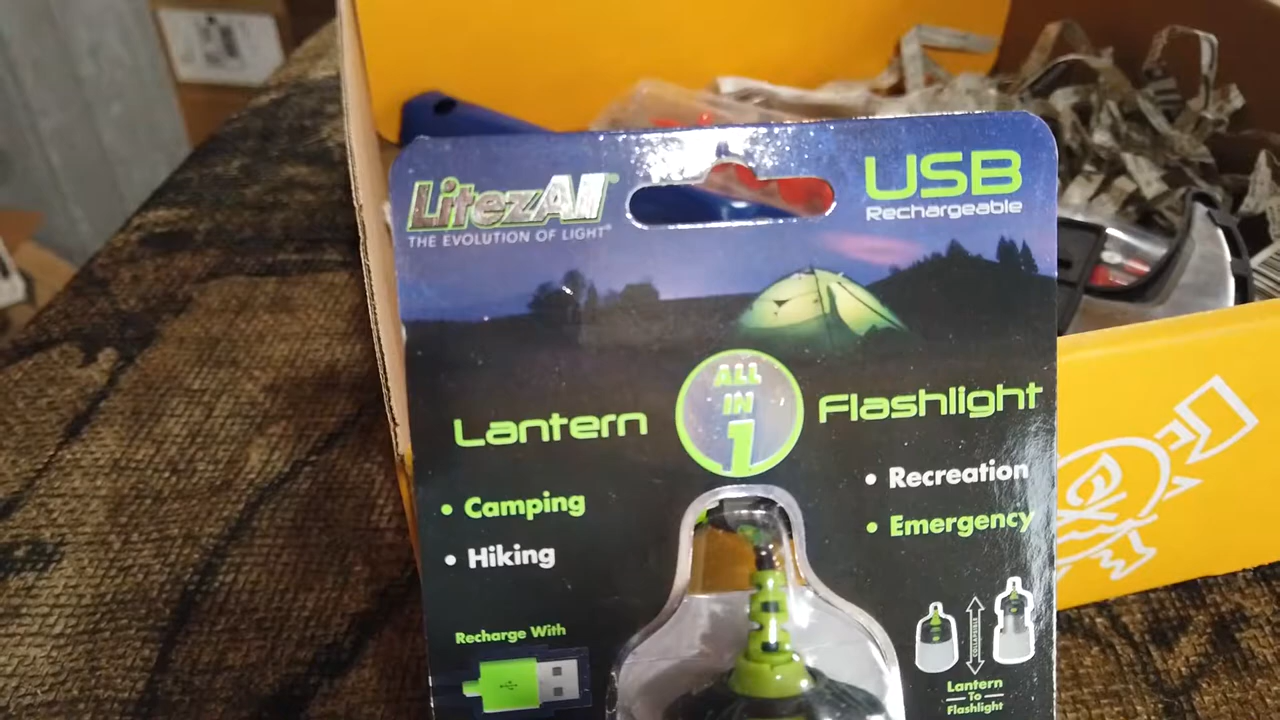 LitezAll
THE EVOLUTION OF LIGHT
USB
Rechargeable
ALL
IN
1
Lantern
Flashlight
• Camping
• Hiking
• Recreation
• Emergency
Recharge With
COLLAPSIBLE
Lantern
To
Flashlight